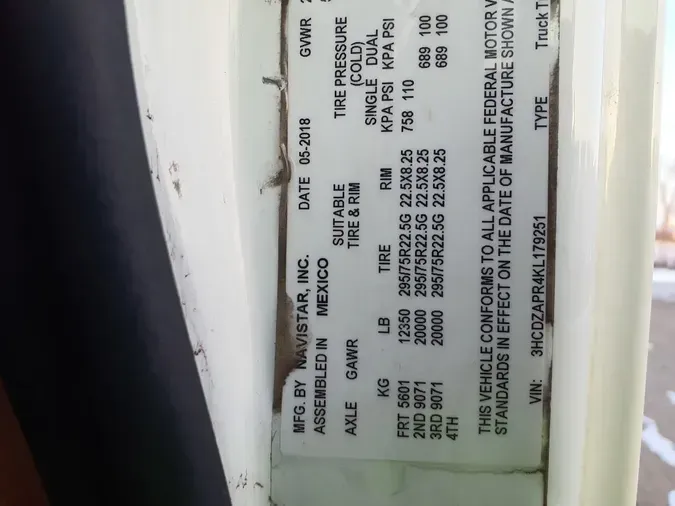 MFG. BY NAVISTAR, INC. DATE 05-2018 GVWR
ASSEMBLED IN MEXICO
SUITABLE TIRE PRESSURE
AXLE GAWR TIRE & RIM (COLD)
SINGLE DUAL
KG LB TIRE RIM KPA PSI KPA PSI
FRT 5601 12350 295/75R22.5G 22.5X8.25 758 110
2ND 9071 20000 295/75R22.5G 22.5X8.25 689 100
3RD 9071 20000 295/75R22.5G 22.5X8.25 689 100
4TH
THIS VEHICLE CONFORMS TO ALL APPLICABLE FEDERAL MOTOR
STANDARDS IN EFFECT ON THE DATE OF MANUFACTURE SHOWN
VIN: 3HCDZAPR4KL179251 TYPE Truck